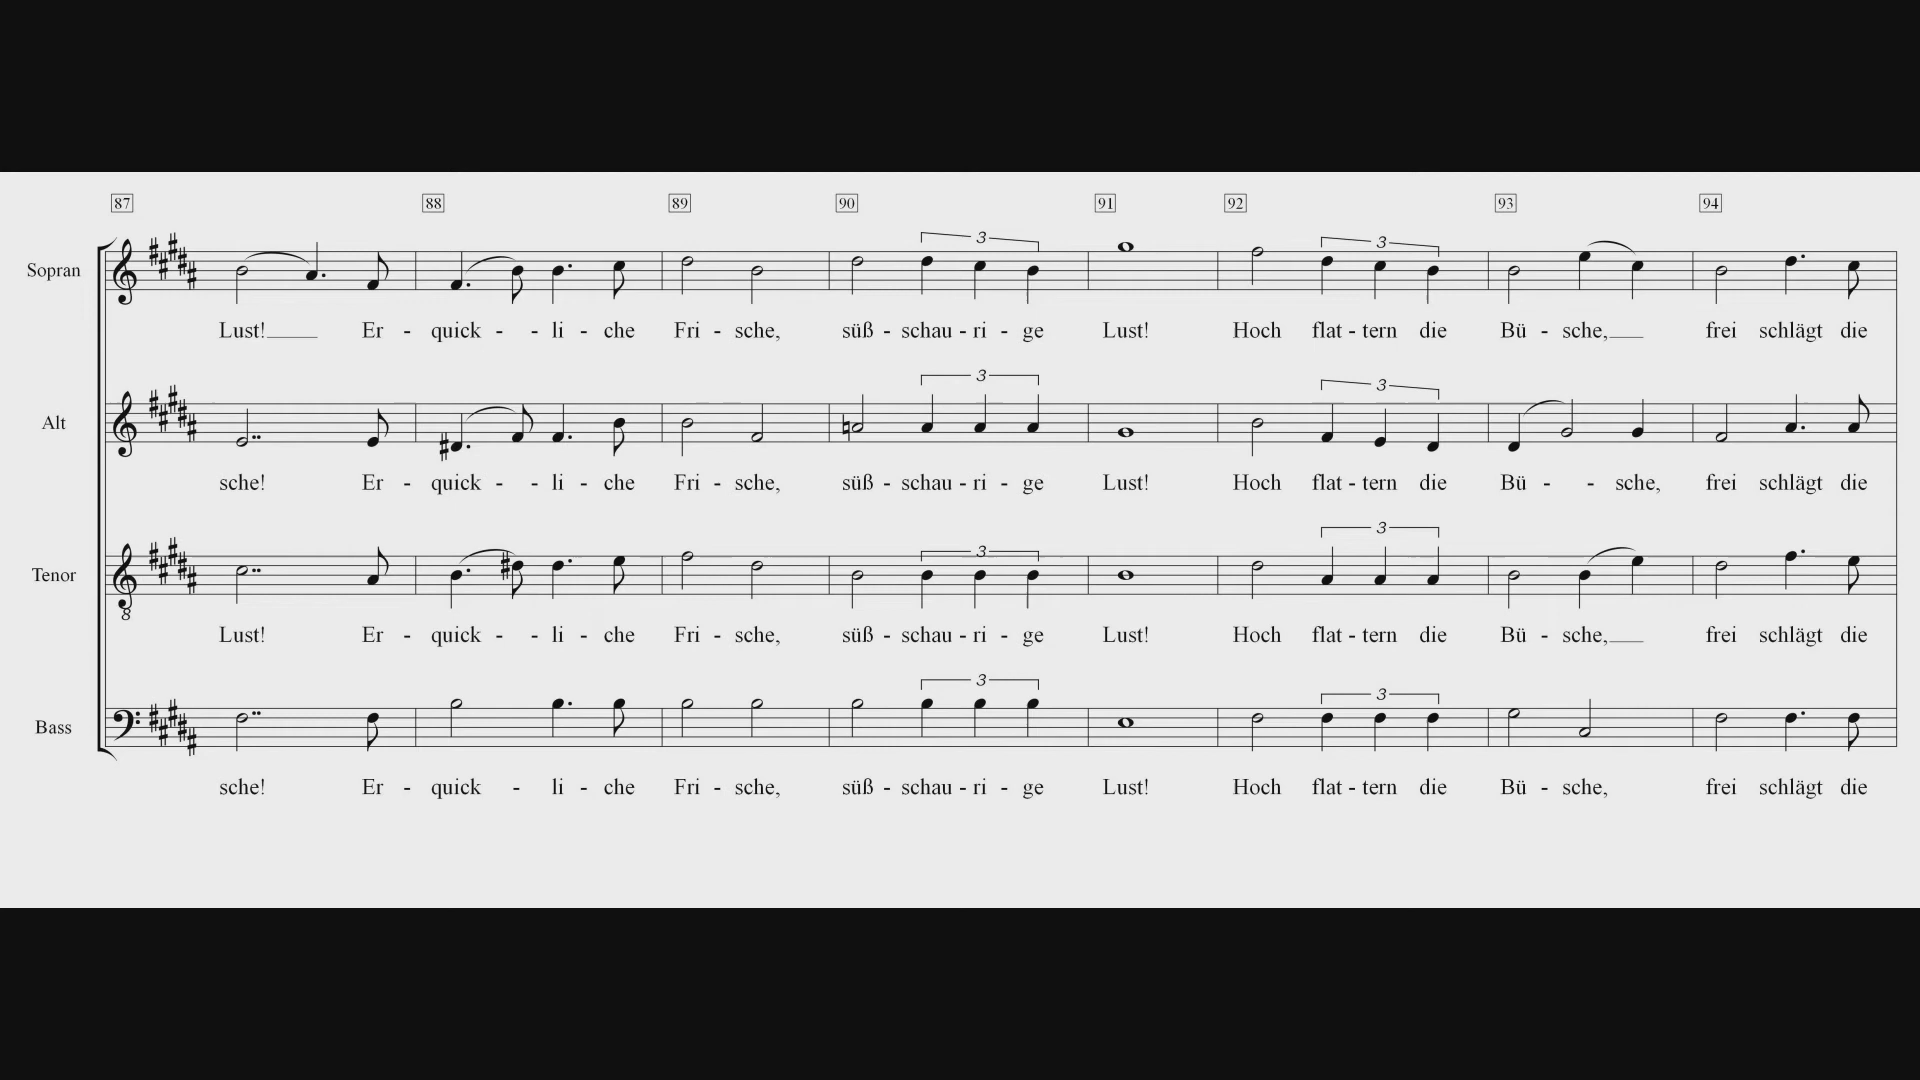 87 88 89 90 91 92 93 94
3 3
Sopran
Lust! Er - quick - - li - che Fri - sche, süß - schau - ri - ge Lust! Hoch flat - tern die Bü - sche, frei schlägt die
3 3
Alt
sche! Er - quick - - li - che Fri - sche, süß - schau - ri - ge Lust! Hoch flat - tern die Bü - - sche, frei schlägt die
3 3
Tenor
8
Lust! Er - quick - - li - che Fri - sche, süß - schau - ri - ge Lust! Hoch flat - tern die Bü - sche, frei schlägt die
3 3
Bass
sche! Er - quick - li - che Fri - sche, süß - schau - ri - ge Lust! Hoch flat - tern die Bü - sche, frei schlägt die